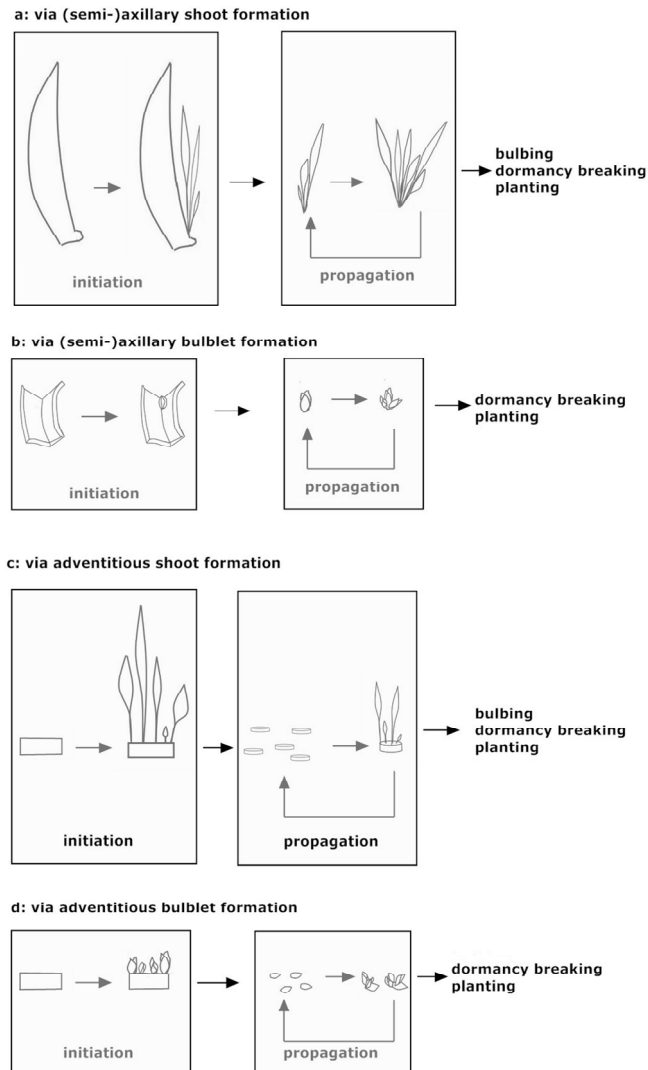 a: via (semi-)axillary shoot formation
initiation
propagation
bulbing
dormancy breaking
planting
b: via (semi-)axillary bulblet formation
initiation
propagation
dormancy breaking
planting
c: via adventitious shoot formation
initiation
propagation
bulbing
dormancy breaking
planting
d: via adventitious bulblet formation
initiation
propagation
dormancy breaking
planting